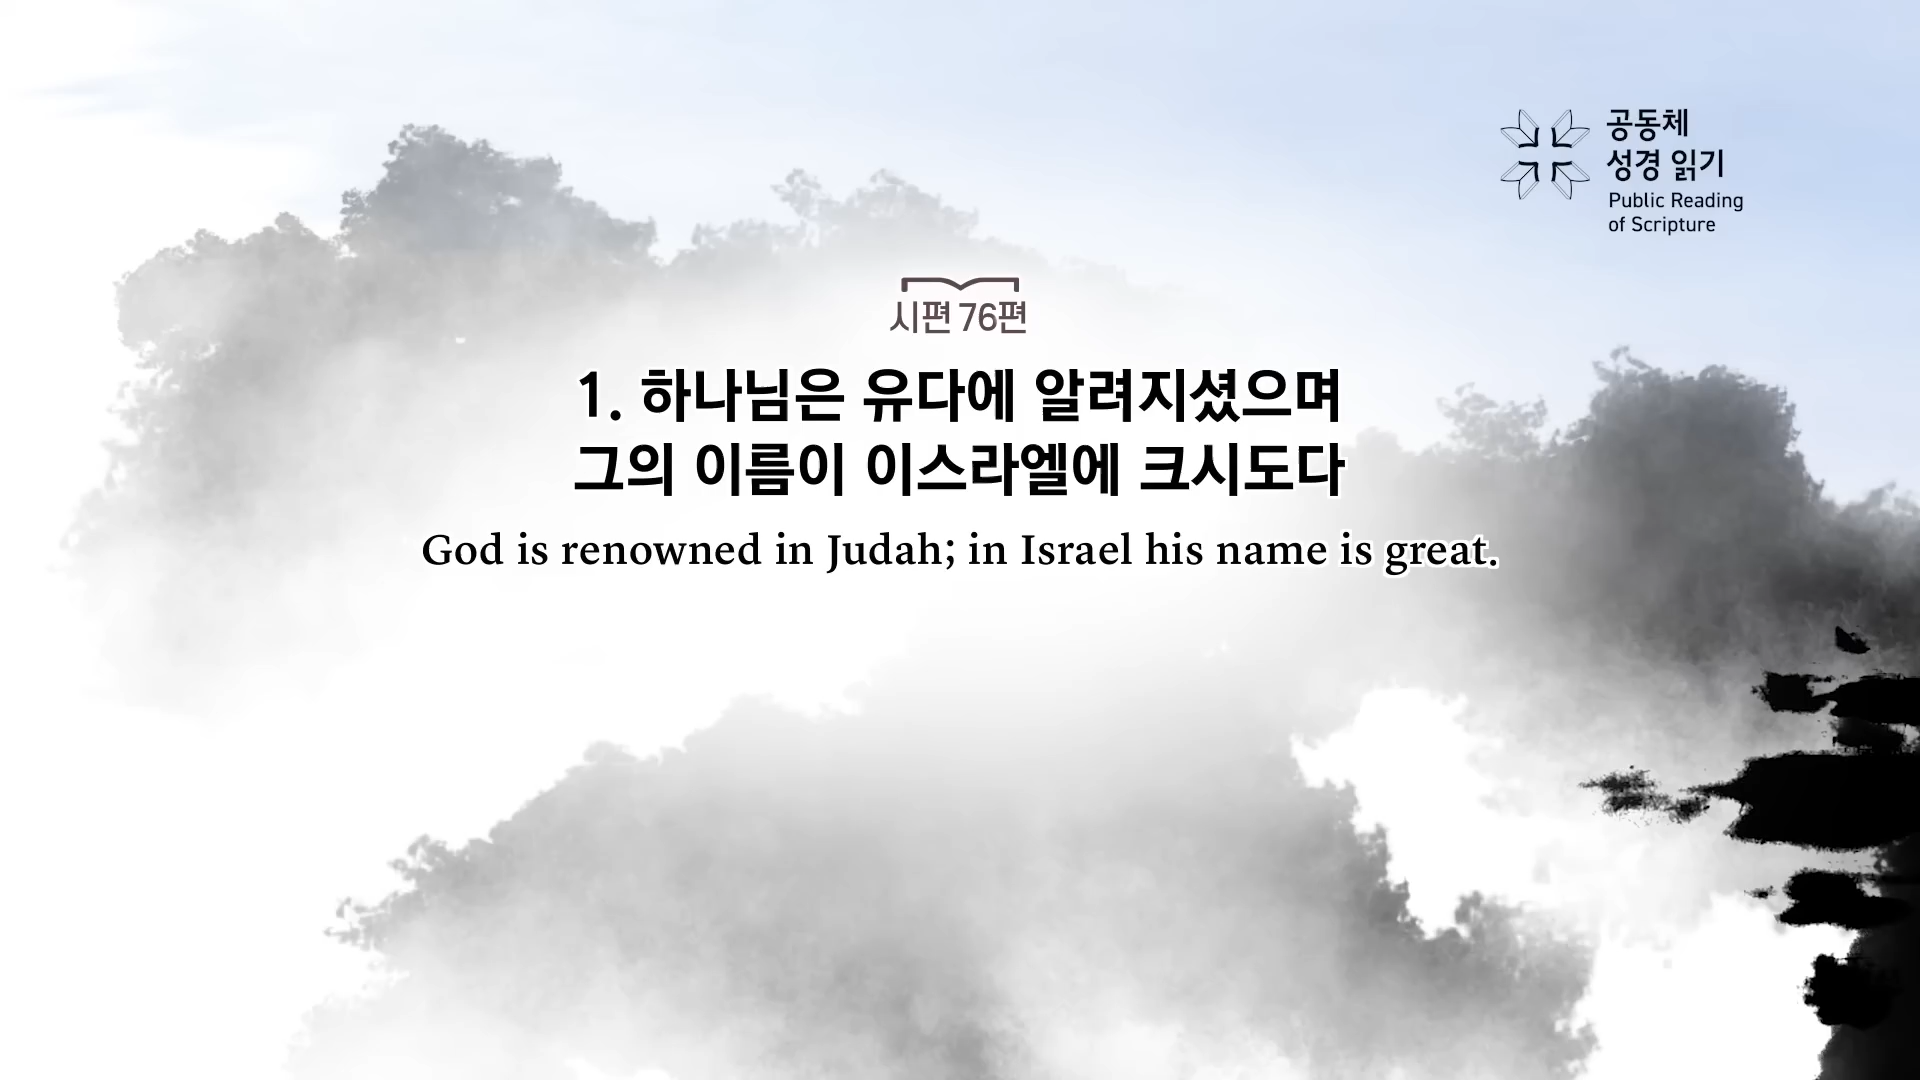 공동체
성경 읽기
Public Reading
of Scripture
시편 76편
1. 하나님은 유다에 알려지셨으며
그의 이름이 이스라엘에 크시도다
God is renowned in Judah; in Israel his name is great.